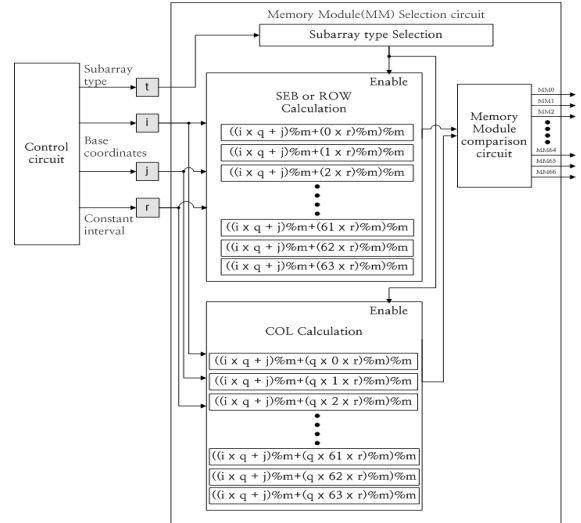 Memory Module(MM) Selection circuit
Subarray type Selection
Subarray
type
t
Enable
SEB or ROW
Calculation
i
((i x q + j)%m+(0 x r)%m)%m
((i x q + j)%m+(1 x r)%m)%m
((i x q + j)%m+(2 x r)%m)%m
((i x q + j)%m+(61 x r)%m)%m
((i x q + j)%m+(62 x r)%m)%m
((i x q + j)%m+(63 x r)%m)%m
Control
circuit
Base
coordinates
j
r
Constant
interval
Memory
Module
comparison
circuit
MM0
MM1
MM2
MM64
MM65
MM66
Enable
COL Calculation
((i x q + j)%m+(q x 0 x r)%m)%m
((i x q + j)%m+(q x 1 x r)%m)%m
((i x q + j)%m+(q x 2 x r)%m)%m
((i x q + j)%m+(q x 61 x r)%m)%m
((i x q + j)%m+(q x 62 x r)%m)%m
((i x q + j)%m+(q x 63 x r)%m)%m